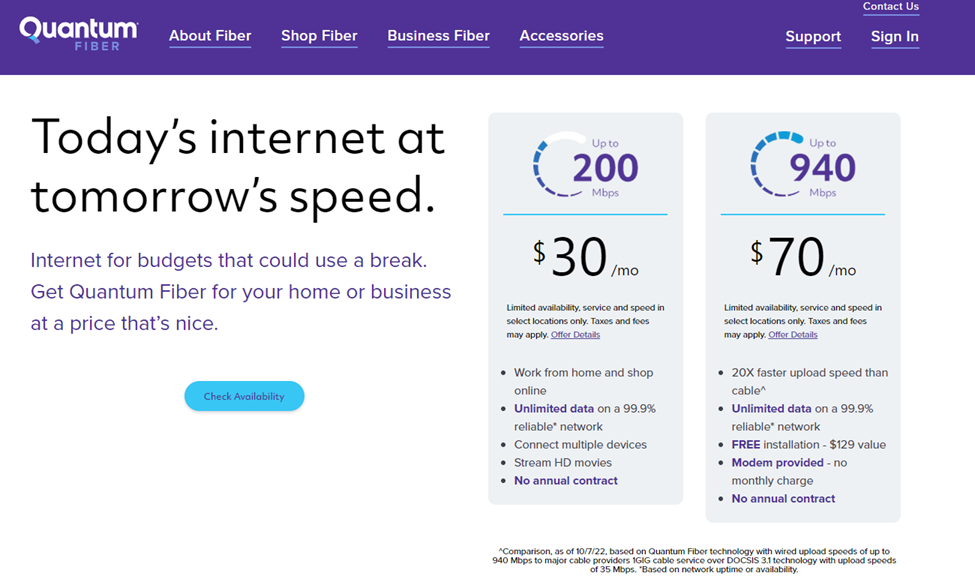 Contact Us
Quantum
FIBER
About Fiber
Shop Fiber
Business Fiber
Accessories
Support
Sign In
Today's internet at
tomorrow's speed.
Internet for budgets that could use a break.
Get Quantum Fiber for your home or business
at a price that's nice.
Check Availability
Up to
200
Mbps
$30/mo
Limited availability, service and speed in
select locations only. Taxes and fees
may apply. Offer Details
• Work from home and shop
online
• Unlimited data on a 99.9%
reliable* network
• Connect multiple devices
• Stream HD movies
• No annual contract
Up to
940
Mbps
$70/mo
Limited availability, service and speed in
select locations only. Taxes and fees
may apply. Offer Details
• 20X faster upload speed than
cable^
• Unlimited data on a 99.9%
reliable* network
• FREE installation - $129 value
• Modem provided - no
monthly charge
• No annual contract
^Comparison, as of 10/7/22, based on Quantum Fiber technology with wired upload speeds of up to
940 Mbps to major cable providers 1GIG cable service over DOCSIS 3.1 technology with upload speeds
of 35 Mbps. *Based on network uptime or availability.